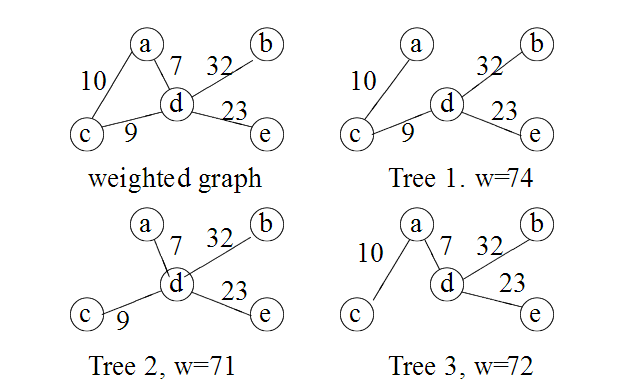 a b a b
7 32 32
10 d 10 d
23 23
c 9 e c 9 e
weighted graph Tree 1. w=74
a b a b
7 32 10 7 32
d d
23 23
c 9 e c e
Tree 2, w=71 Tree 3, w=72